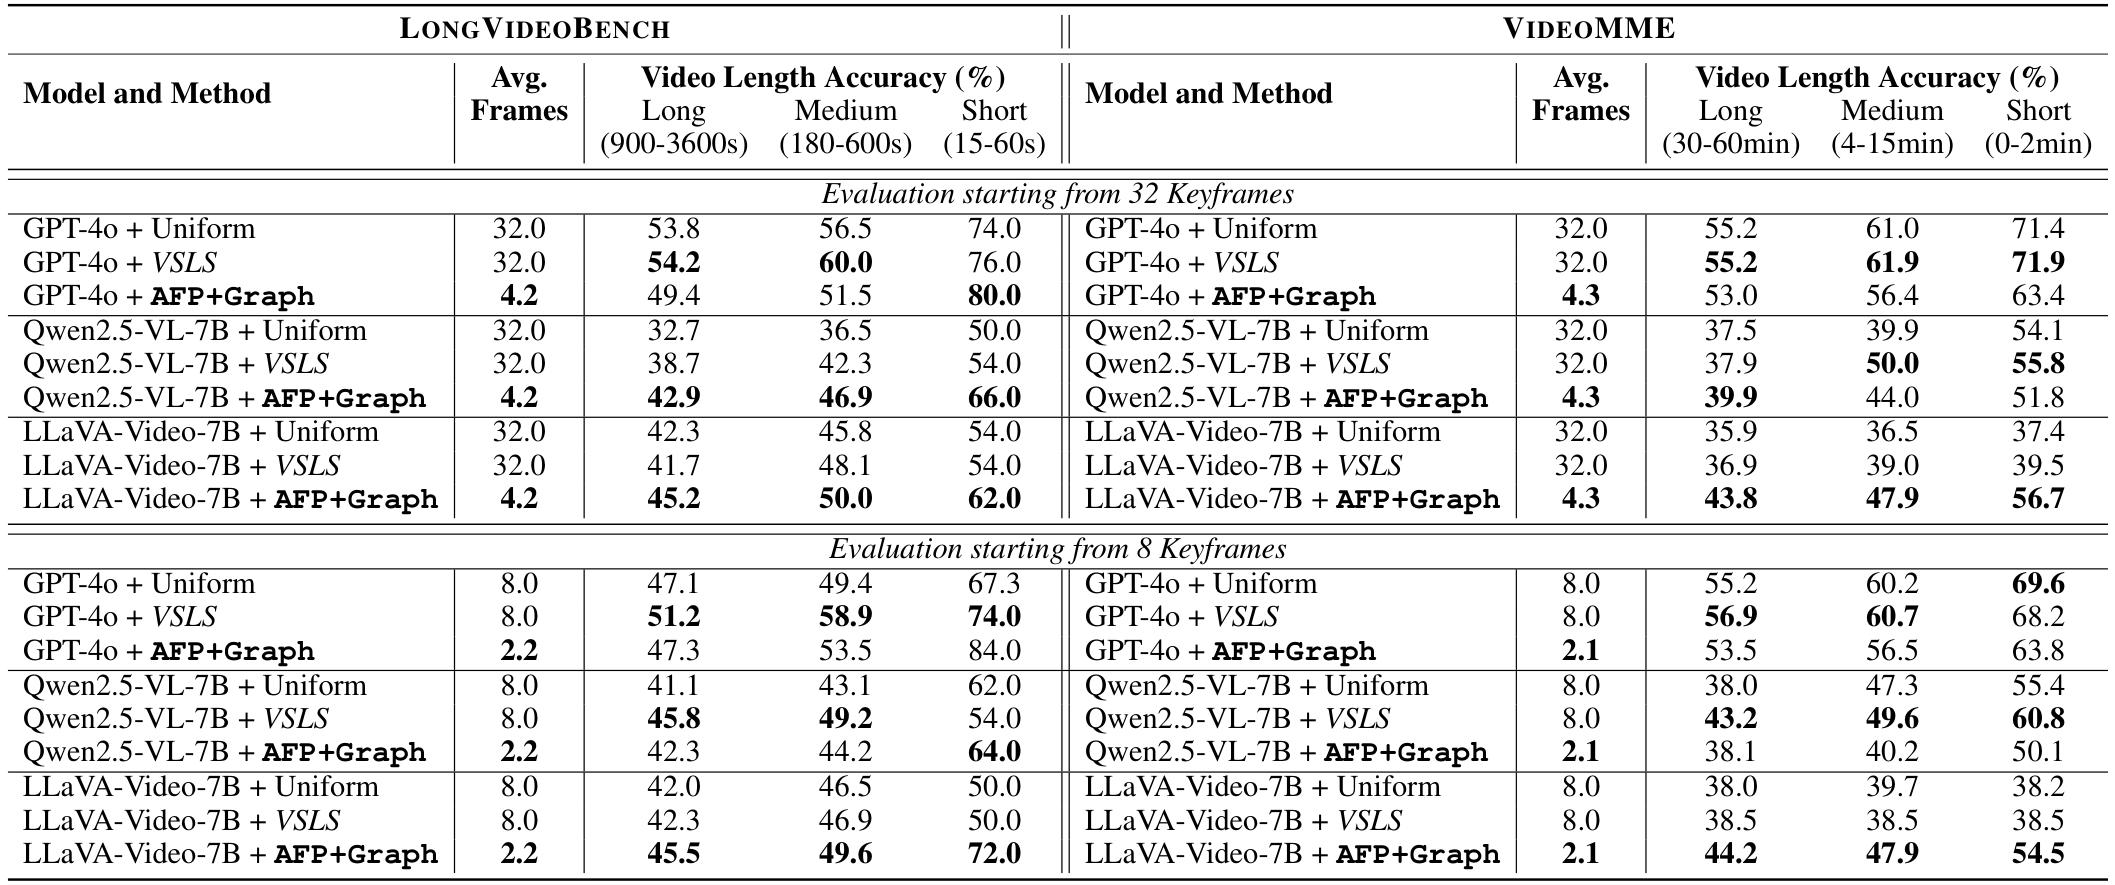 LONGVIDEOBENCH VIDEOMME
Model and Method Avg. Frames Video Length Accuracy (%) Model and Method Avg. Frames Video Length Accuracy (%)
Long Medium Short Long Medium Short
(900-3600s) (180-600s) (15-60s) (30-60min) (4-15min) (0-2min)
Evaluation starting from 32 Keyframes
GPT-4o + Uniform 32.0 53.8 56.5 74.0 GPT-4o + Uniform 32.0 55.2 61.0 71.4
GPT-4o + VSLS 32.0 54.2 60.0 76.0 GPT-4o + VSLS 32.0 55.2 61.9 71.9
GPT-4o + AFP+Graph 4.2 49.4 51.5 80.0 GPT-4o + AFP+Graph 4.3 53.0 56.4 63.4
Qwen2.5-VL-7B + Uniform 32.0 32.7 36.5 50.0 Qwen2.5-VL-7B + Uniform 32.0 37.5 39.9 54.1
Qwen2.5-VL-7B + VSLS 32.0 38.7 42.3 54.0 Qwen2.5-VL-7B + VSLS 32.0 37.9 50.0 55.8
Qwen2.5-VL-7B + AFP+Graph 4.2 42.9 46.9 66.0 Qwen2.5-VL-7B + AFP+Graph 4.3 39.9 44.0 51.8
LLaVA-Video-7B + Uniform 32.0 42.3 45.8 54.0 LLaVA-Video-7B + Uniform 32.0 35.9 36.5 37.4
LLaVA-Video-7B + VSLS 32.0 41.7 48.1 54.0 LLaVA-Video-7B + VSLS 32.0 36.9 39.0 39.5
LLaVA-Video-7B + AFP+Graph 4.2 45.2 50.0 62.0 LLaVA-Video-7B + AFP+Graph 4.3 43.8 47.9 56.7
Evaluation starting from 8 Keyframes
GPT-4o + Uniform 8.0 47.1 49.4 67.3 GPT-4o + Uniform 8.0 55.2 60.2 69.6
GPT-4o + VSLS 8.0 51.2 58.9 74.0 GPT-4o + VSLS 8.0 56.9 60.7 68.2
GPT-4o + AFP+Graph 2.2 47.3 53.5 84.0 GPT-4o + AFP+Graph 2.1 53.5 56.5 63.8
Qwen2.5-VL-7B + Uniform 8.0 41.1 43.1 62.0 Qwen2.5-VL-7B + Uniform 8.0 38.0 47.3 55.4
Qwen2.5-VL-7B + VSLS 8.0 45.8 49.2 54.0 Qwen2.5-VL-7B + VSLS 8.0 43.2 49.6 60.8
Qwen2.5-VL-7B + AFP+Graph 2.2 42.3 44.2 64.0 Qwen2.5-VL-7B + AFP+Graph 2.1 38.1 40.2 50.1
LLaVA-Video-7B + Uniform 8.0 42.0 46.5 50.0 LLaVA-Video-7B + Uniform 8.0 38.0 39.7 38.2
LLaVA-Video-7B + VSLS 8.0 42.3 46.9 50.0 LLaVA-Video-7B + VSLS 8.0 38.5 38.5 38.5
LLaVA-Video-7B + AFP+Graph 2.2 45.5 49.6 72.0 LLaVA-Video-7B + AFP+Graph 2.1 44.2 47.9 54.5